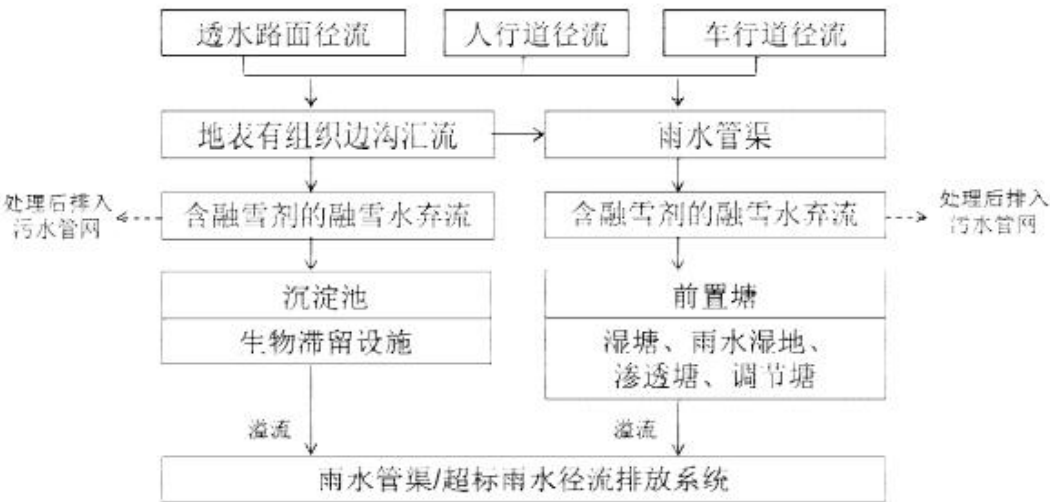 透水路面径流
人行道径流
车行道径流
地表有组织边沟汇流
雨水管渠
处理后排入
污水管网
含融雪剂的融雪水弃流
含融雪剂的融雪水弃流
处理后排入
污水管网
沉淀池
前置塘
生物滞留设施
湿塘、雨水湿地、
渗透塘、调节塘
溢流
溢流
雨水管渠/超标雨水径流排放系统